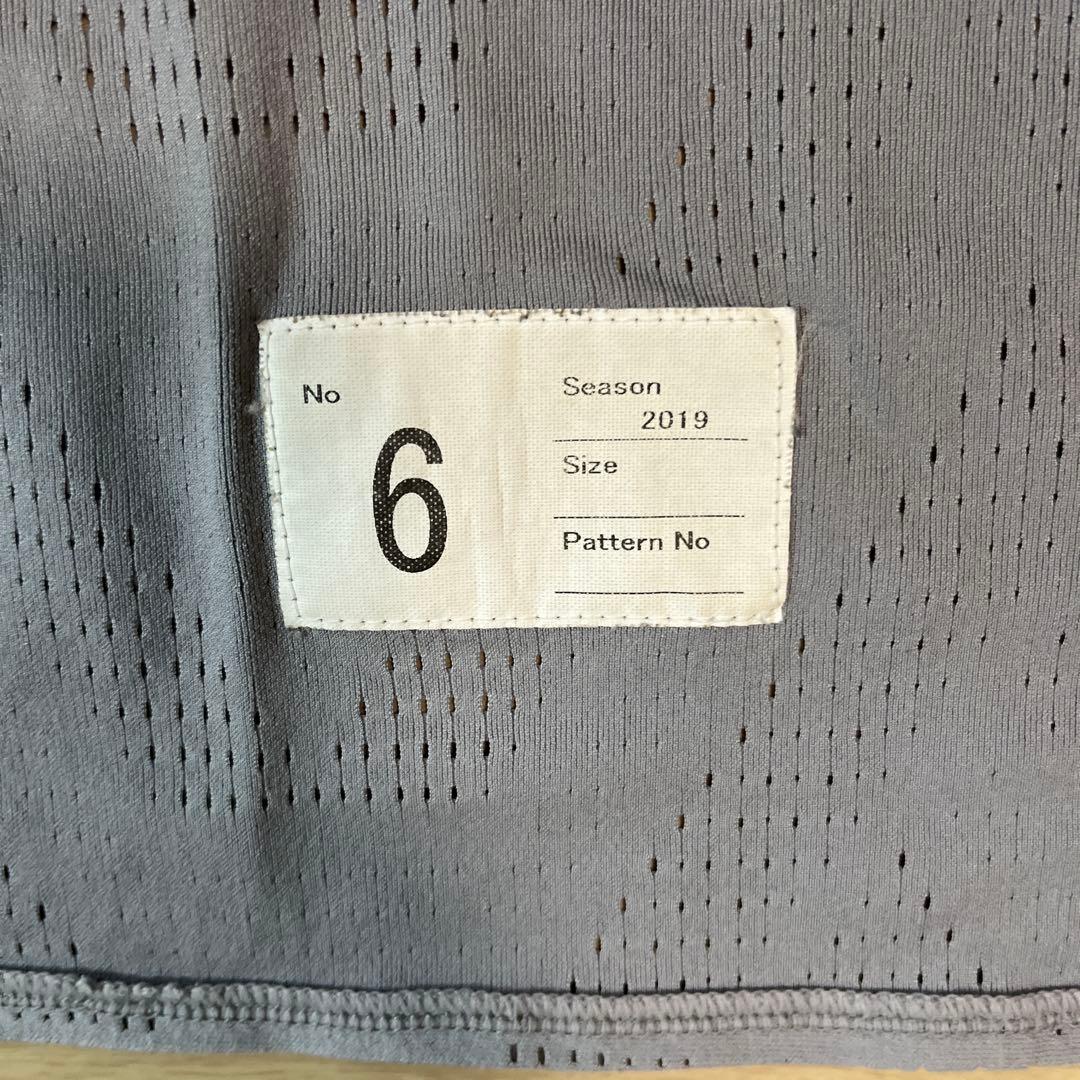 No
6
Season
2019
Size
Pattern No